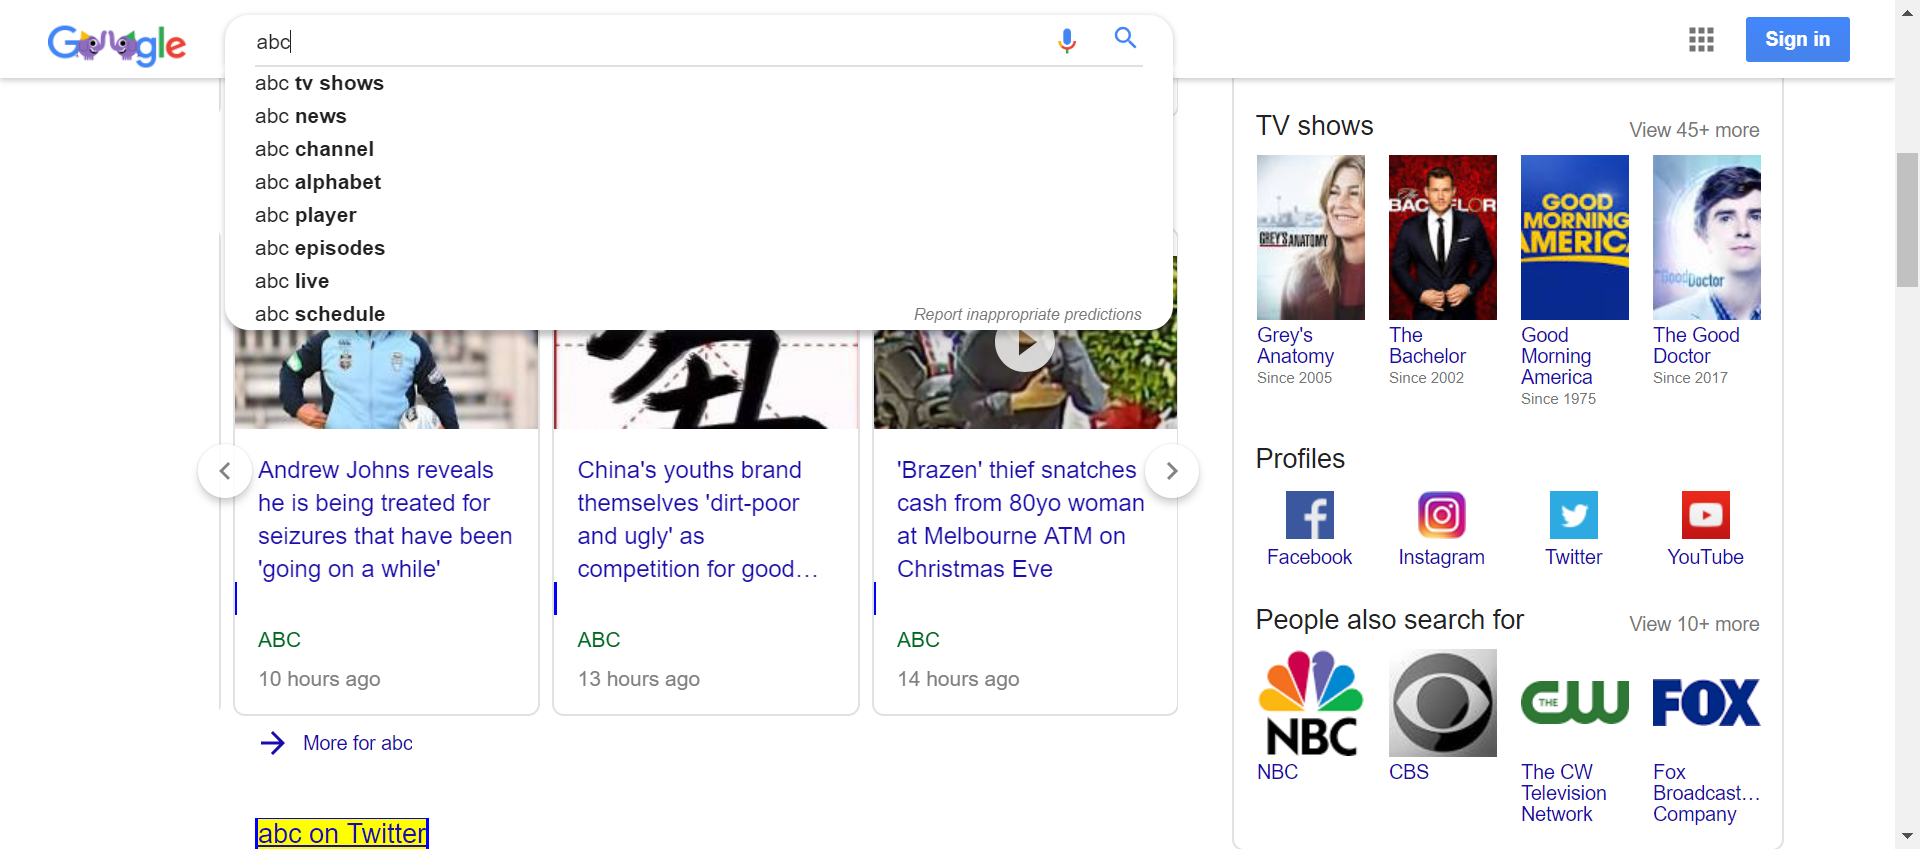 Google
abc
Sign in
abc tv shows
abc news
abc channel
abc alphabet
abc player
abc episodes
abc live
abc schedule
Report inappropriate predictions
Andrew Johns reveals
he is being treated for
seizures that have been
'going on a while'
ABC
10 hours ago
China's youths brand
themselves 'dirt-poor
and ugly' as
competition for good…
ABC
13 hours ago
'Brazen' thief snatches
cash from 80yo woman
at Melbourne ATM on
Christmas Eve
ABC
14 hours ago
More for abc
abc on Twitter
TV shows
View 45+ more
GREY'S ANATOMY
The
BACHELOR
GOOD
MORNING
AMERICA
The
Good Doctor
Grey's
Anatomy
Since 2005
The
Bachelor
Since 2002
Good
Morning
America
Since 1975
The Good
Doctor
Since 2017
Profiles
Facebook
Instagram
Twitter
YouTube
People also search for
View 10+ more
NBC
THE CW
FOX
NBC
CBS
The CW
Television
Network
Fox
Broadcast…
Company